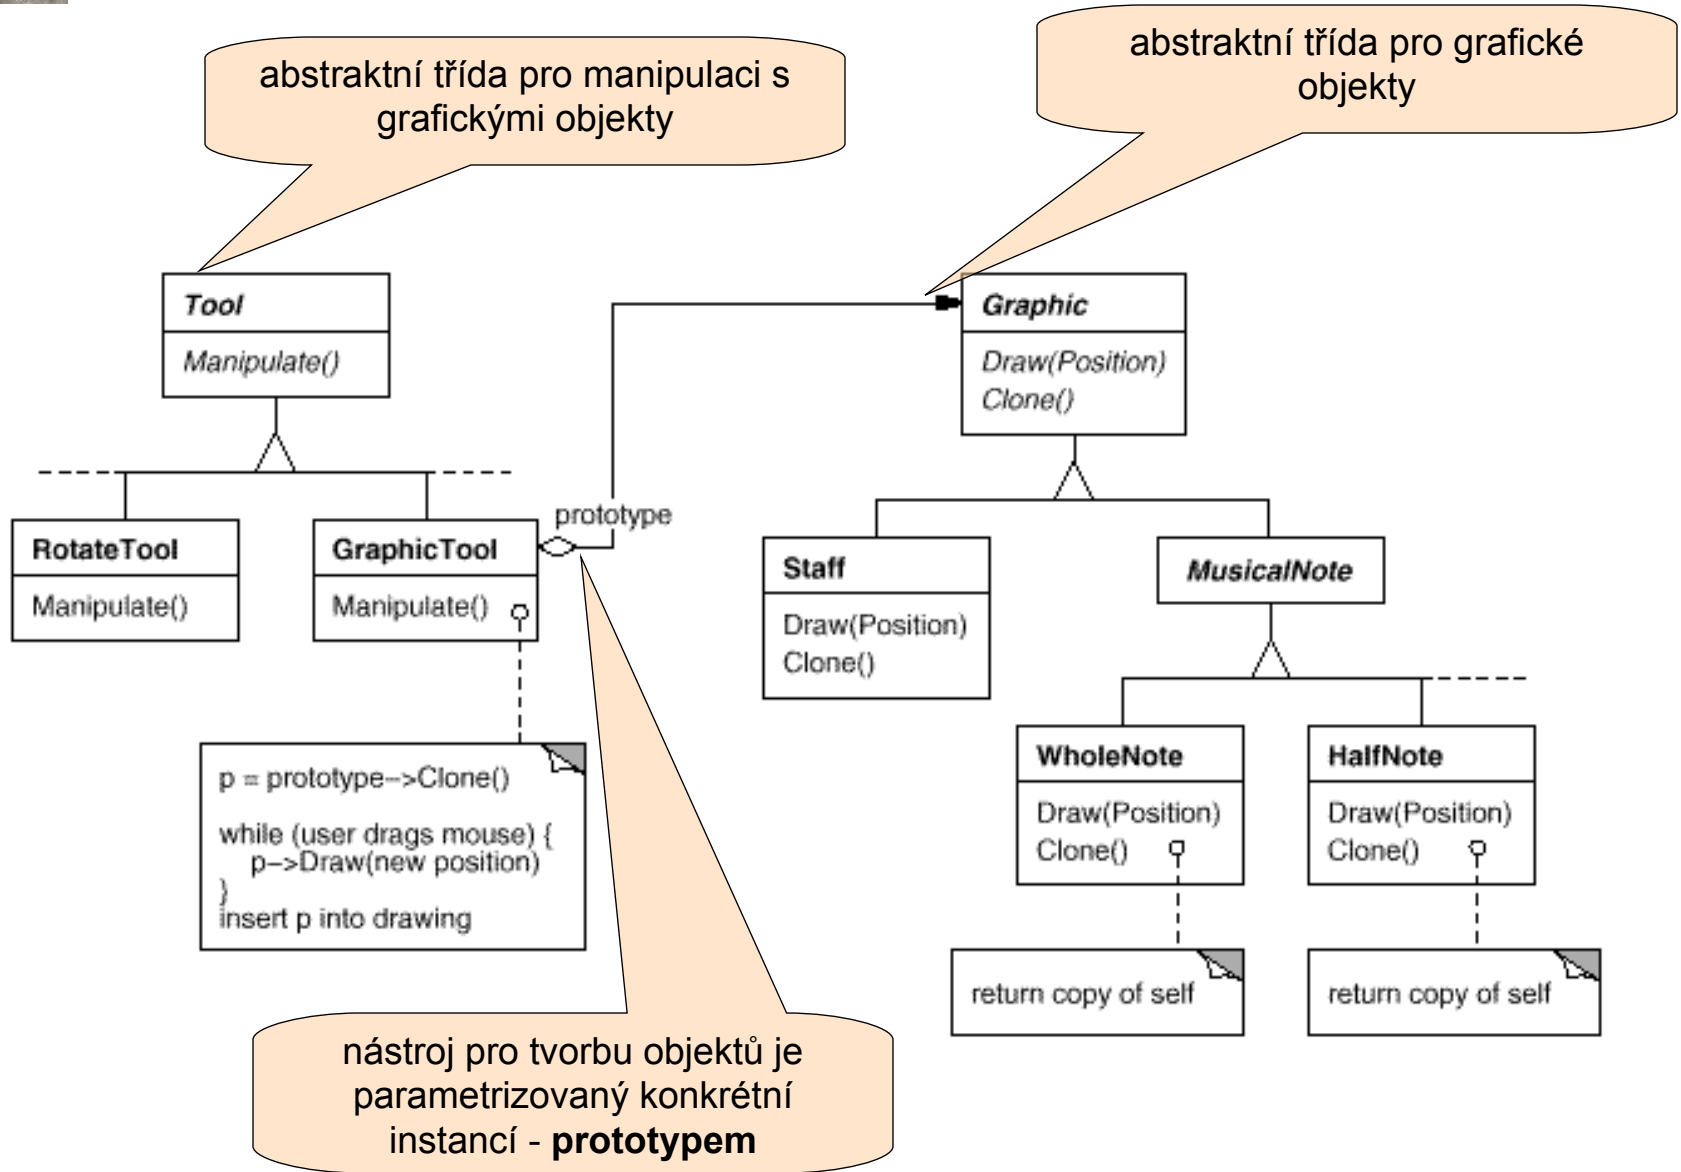 abstraktní třída pro manipulaci s
grafickými objekty
abstraktní třída pro grafické
objekty
Tool
Manipulate()
Graphic
Draw(Position)
Clone()
RotateTool
Manipulate()
GraphicTool
Manipulate()
prototype
Staff
Draw(Position)
Clone()
MusicalNote
WholeNote
Draw(Position)
Clone()
HalfNote
Draw(Position)
Clone()
p = prototype–>Clone()
while (user drags mouse) {
p–>Draw(new position)
}
insert p into drawing
return copy of self
return copy of self
nástroj pro tvorbu objektů je
parametrizovaný konkrétní
instancí - prototypem